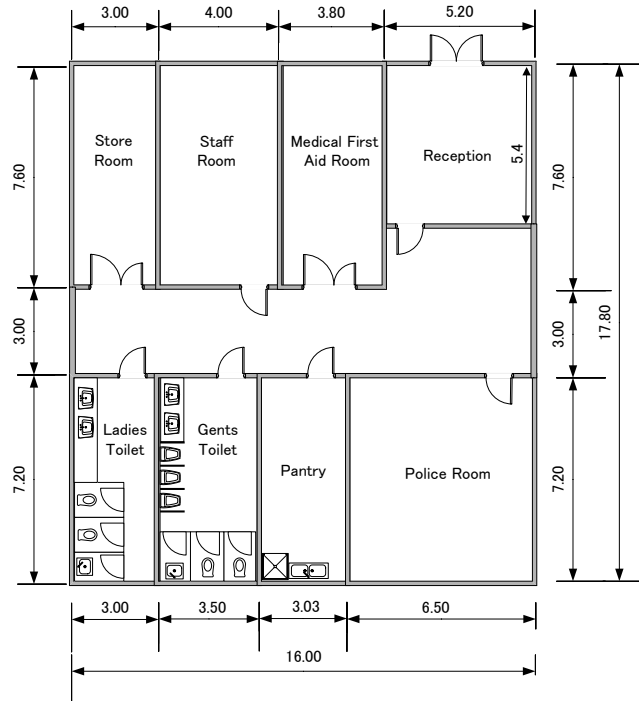 3.00
4.00
3.80
5.20
Store
Room
Staff
Room
Medical First
Aid Room
Reception
5.4
7.60
7.60
3.00
3.00
17.80
Ladies
Toilet
Gents
Toilet
Pantry
Police Room
7.20
7.20
3.00
3.50
3.03
6.50
16.00